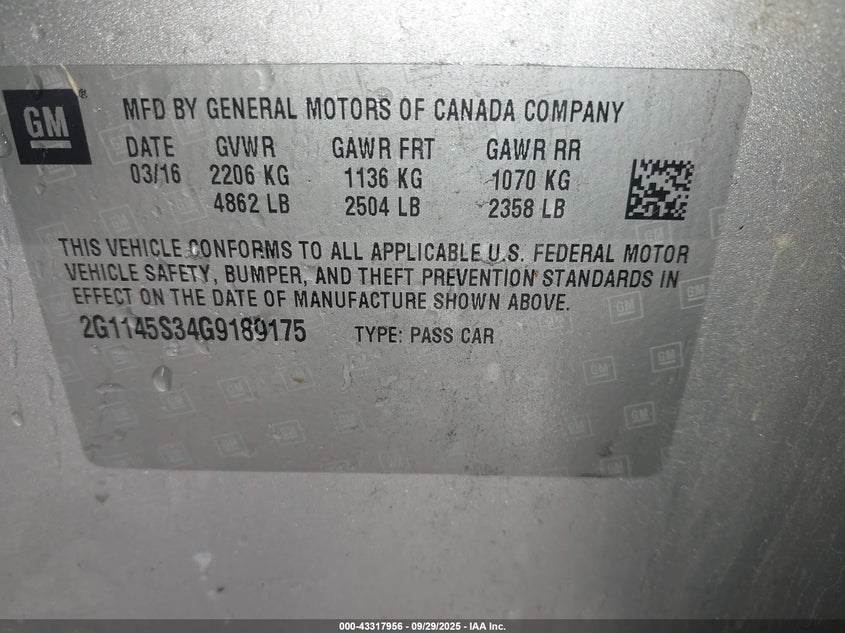 GM
MFD BY GENERAL MOTORS OF CANADA COMPANY
DATE GVWR GAWR FRT GAWR RR
03/16 2206 KG 1136 KG 1070 KG
4862 LB 2504 LB 2358 LB
THIS VEHICLE CONFORMS TO ALL APPLICABLE U.S. FEDERAL MOTOR
VEHICLE SAFETY, BUMPER, AND THEFT PREVENTION STANDARDS IN
EFFECT ON THE DATE OF MANUFACTURE SHOWN ABOVE.
2G1145S34G9189175 TYPE: PASS CAR
000-43317956 | 09/29/2025 - IAA Inc.